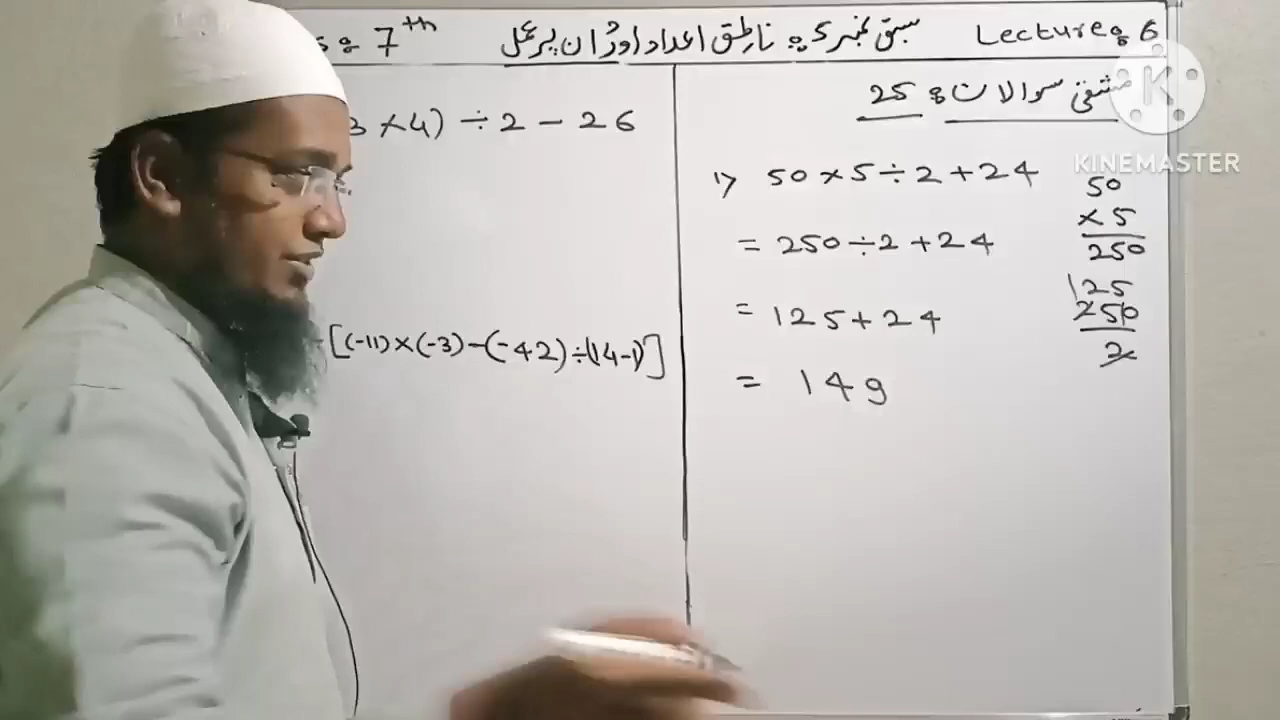 7th سبق نمبر 5 : ناطق اعداد اور ان پر عمل Lecture : 6
مشقی سوالات : 25
3 × 4) ÷ 2 - 26
[(-11)×(-3)-(-42)÷(14-1)]
1) 50×5÷2+24
= 250÷2+24
= 125+24
= 149
50
×5
250
125
250
2
KINEMASTER